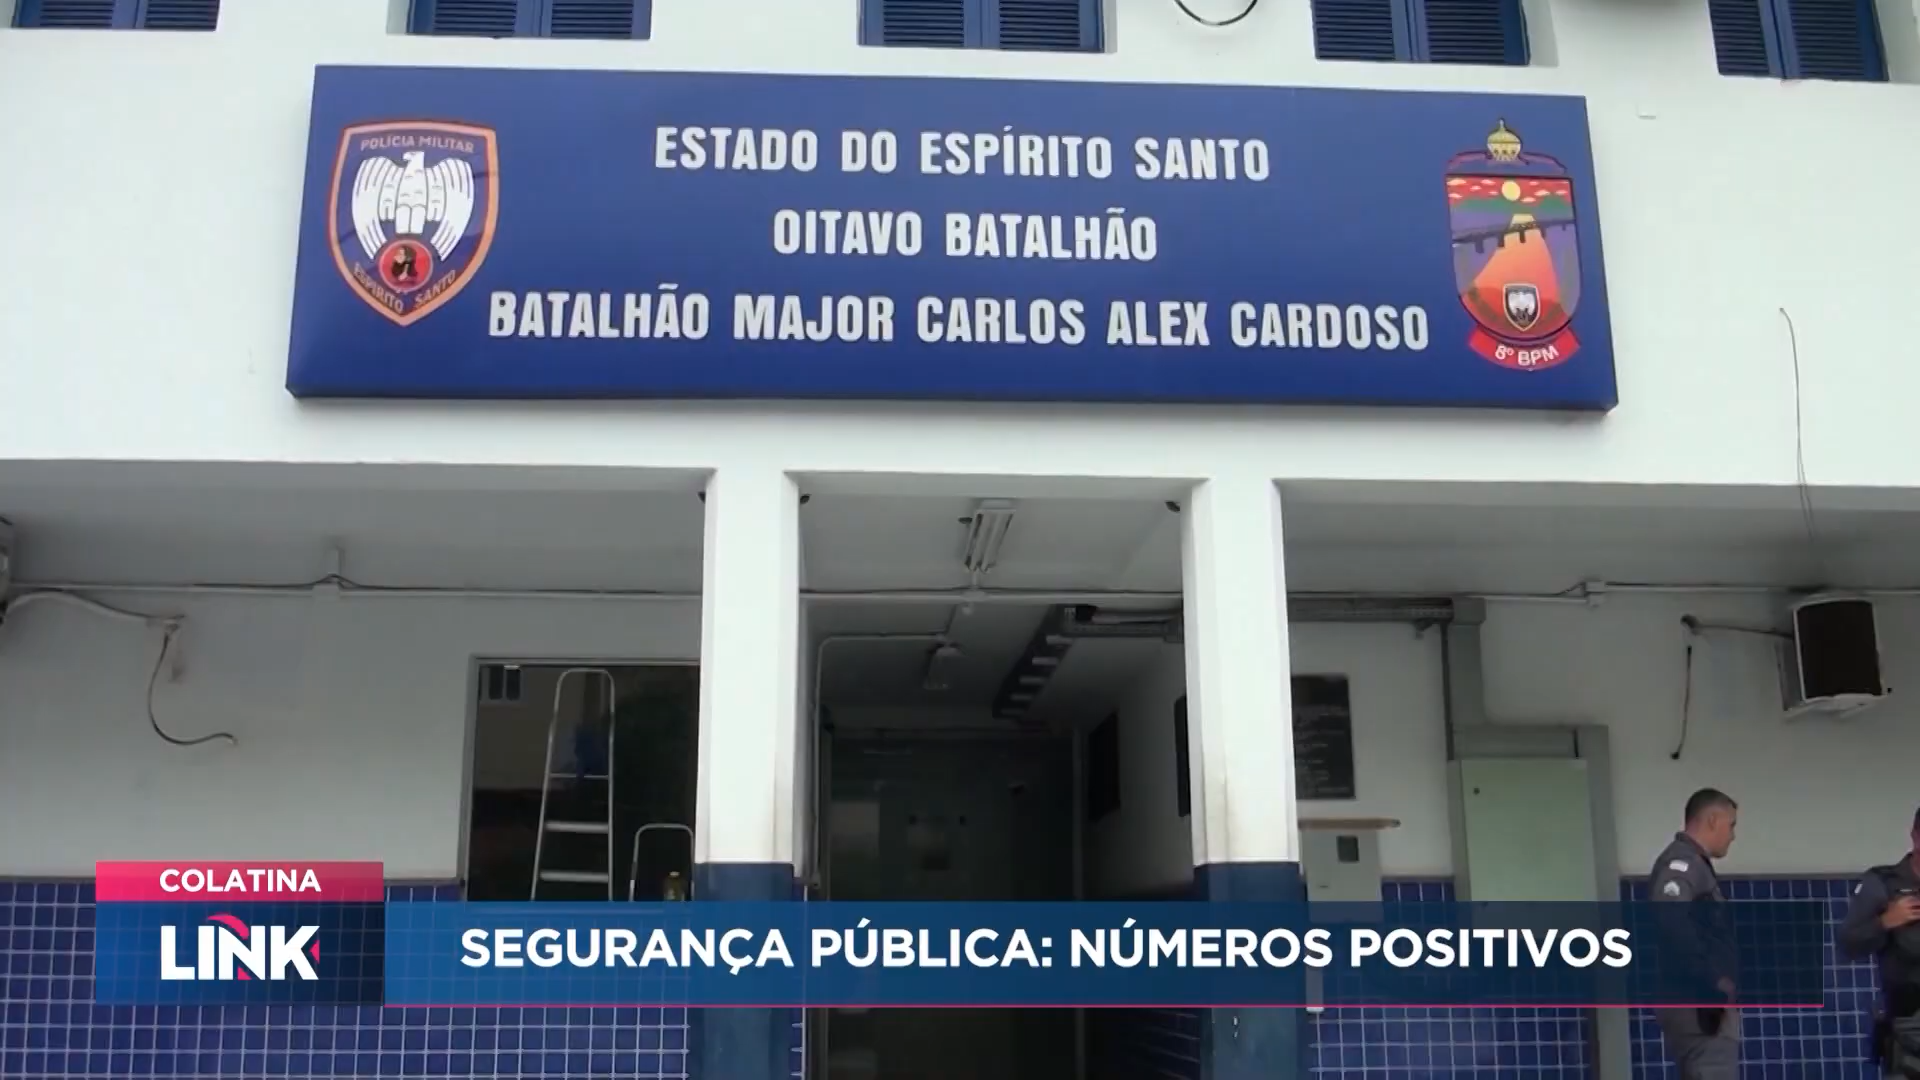 POLÍCIA MILITAR
ESPIRITO SANTO
ESTADO DO ESPÍRITO SANTO
OITAVO BATALHÃO
BATALHÃO MAJOR CARLOS ALEX CARDOSO
8º BPM
COLATINA
LINK
SEGURANÇA PÚBLICA: NÚMEROS POSITIVOS